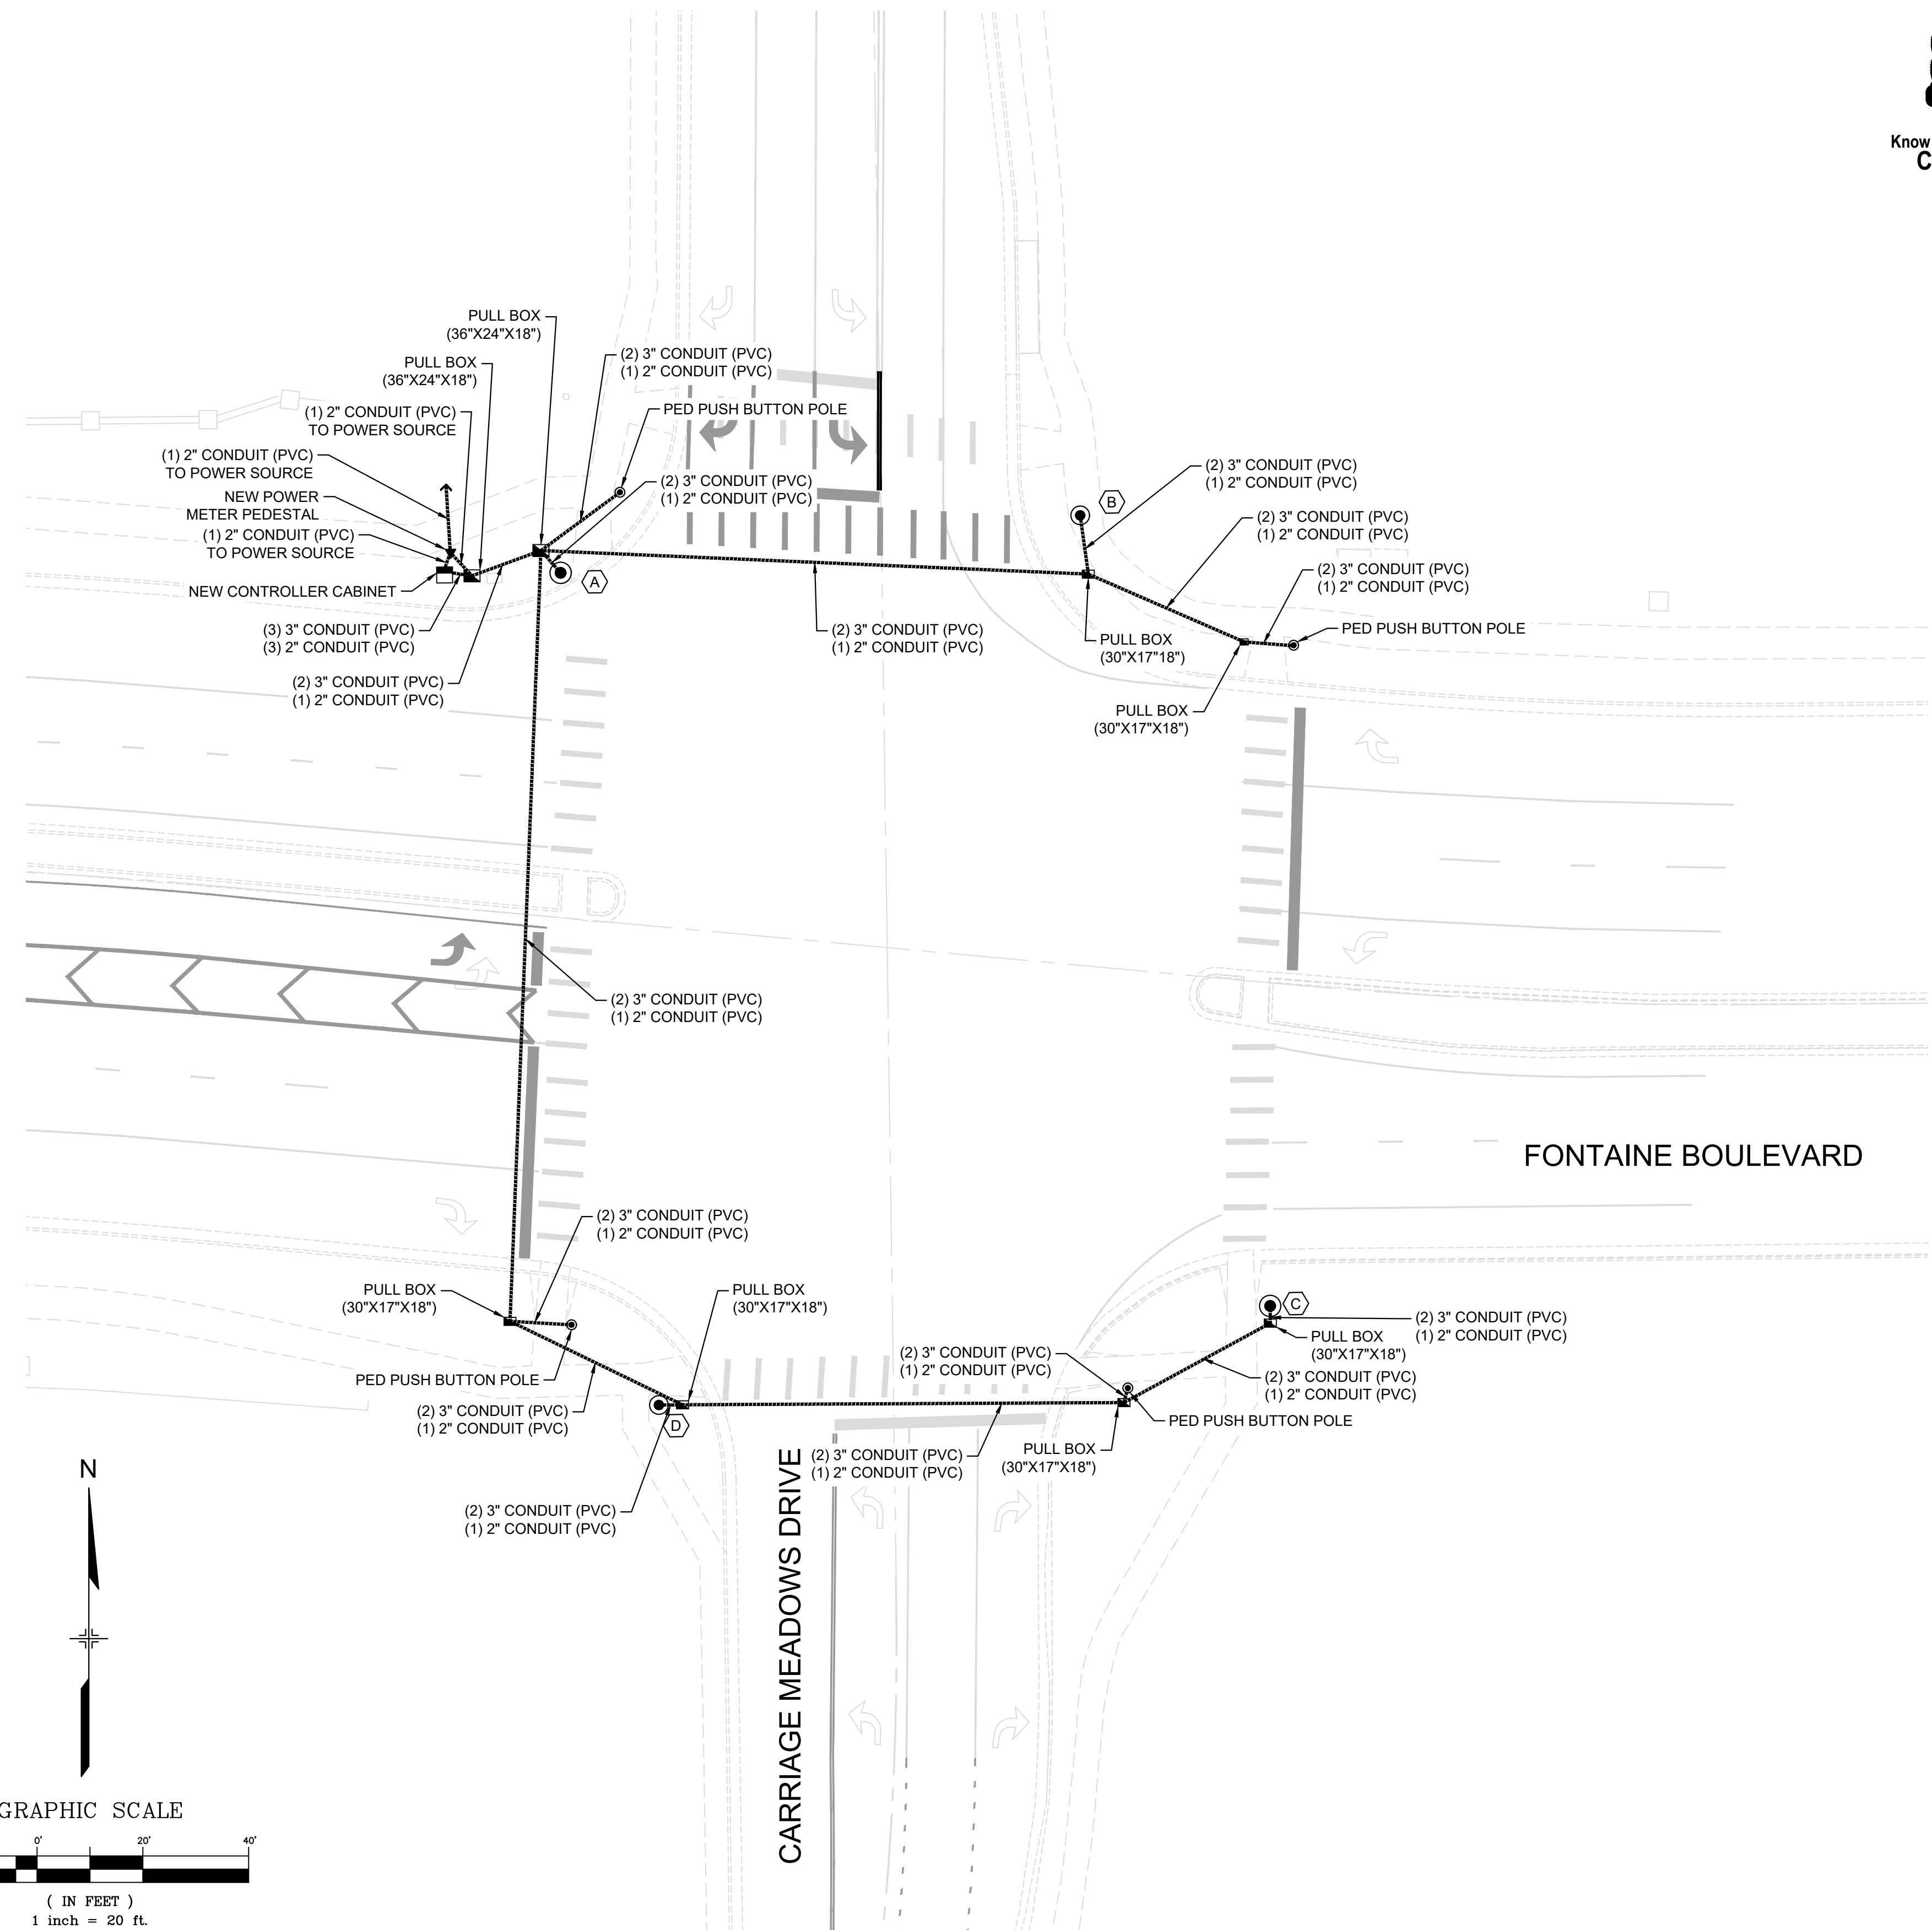 Know
C
PULL BOX
(36"X24"X18")
PULL BOX
(36"X24"X18")
(2) 3" CONDUIT (PVC)
(1) 2" CONDUIT (PVC)
PED PUSH BUTTON POLE
(1) 2" CONDUIT (PVC)
TO POWER SOURCE
(1) 2" CONDUIT (PVC)
TO POWER SOURCE
NEW POWER
METER PEDESTAL
(1) 2" CONDUIT (PVC)
TO POWER SOURCE
NEW CONTROLLER CABINET
(3) 3" CONDUIT (PVC)
(3) 2" CONDUIT (PVC)
(2) 3" CONDUIT (PVC)
(1) 2" CONDUIT (PVC)
(2) 3" CONDUIT (PVC)
(1) 2" CONDUIT (PVC)
A
(2) 3" CONDUIT (PVC)
(1) 2" CONDUIT (PVC)
B
(2) 3" CONDUIT (PVC)
(1) 2" CONDUIT (PVC)
(2) 3" CONDUIT (PVC)
(1) 2" CONDUIT (PVC)
(2) 3" CONDUIT (PVC)
(1) 2" CONDUIT (PVC)
PED PUSH BUTTON POLE
PULL BOX
(30"X17"18")
PULL BOX
(30"X17"X18")
(2) 3" CONDUIT (PVC)
(1) 2" CONDUIT (PVC)
FONTAINE BOULEVARD
(2) 3" CONDUIT (PVC)
(1) 2" CONDUIT (PVC)
PULL BOX
(30"X17"X18")
PULL BOX
(30"X17"X18")
PED PUSH BUTTON POLE
(2) 3" CONDUIT (PVC)
(1) 2" CONDUIT (PVC)
D
(2) 3" CONDUIT (PVC)
(1) 2" CONDUIT (PVC)
C
(2) 3" CONDUIT (PVC)
(1) 2" CONDUIT (PVC)
PULL BOX
(30"X17"X18")
(2) 3" CONDUIT (PVC)
(1) 2" CONDUIT (PVC)
(2) 3" CONDUIT (PVC)
(1) 2" CONDUIT (PVC)
PED PUSH BUTTON POLE
PULL BOX
(30"X17"X18")
(2) 3" CONDUIT (PVC)
(1) 2" CONDUIT (PVC)
CARRIAGE MEADOWS DRIVE
N
GRAPHIC SCALE
0' 20' 40'
( IN FEET )
1 inch = 20 ft.